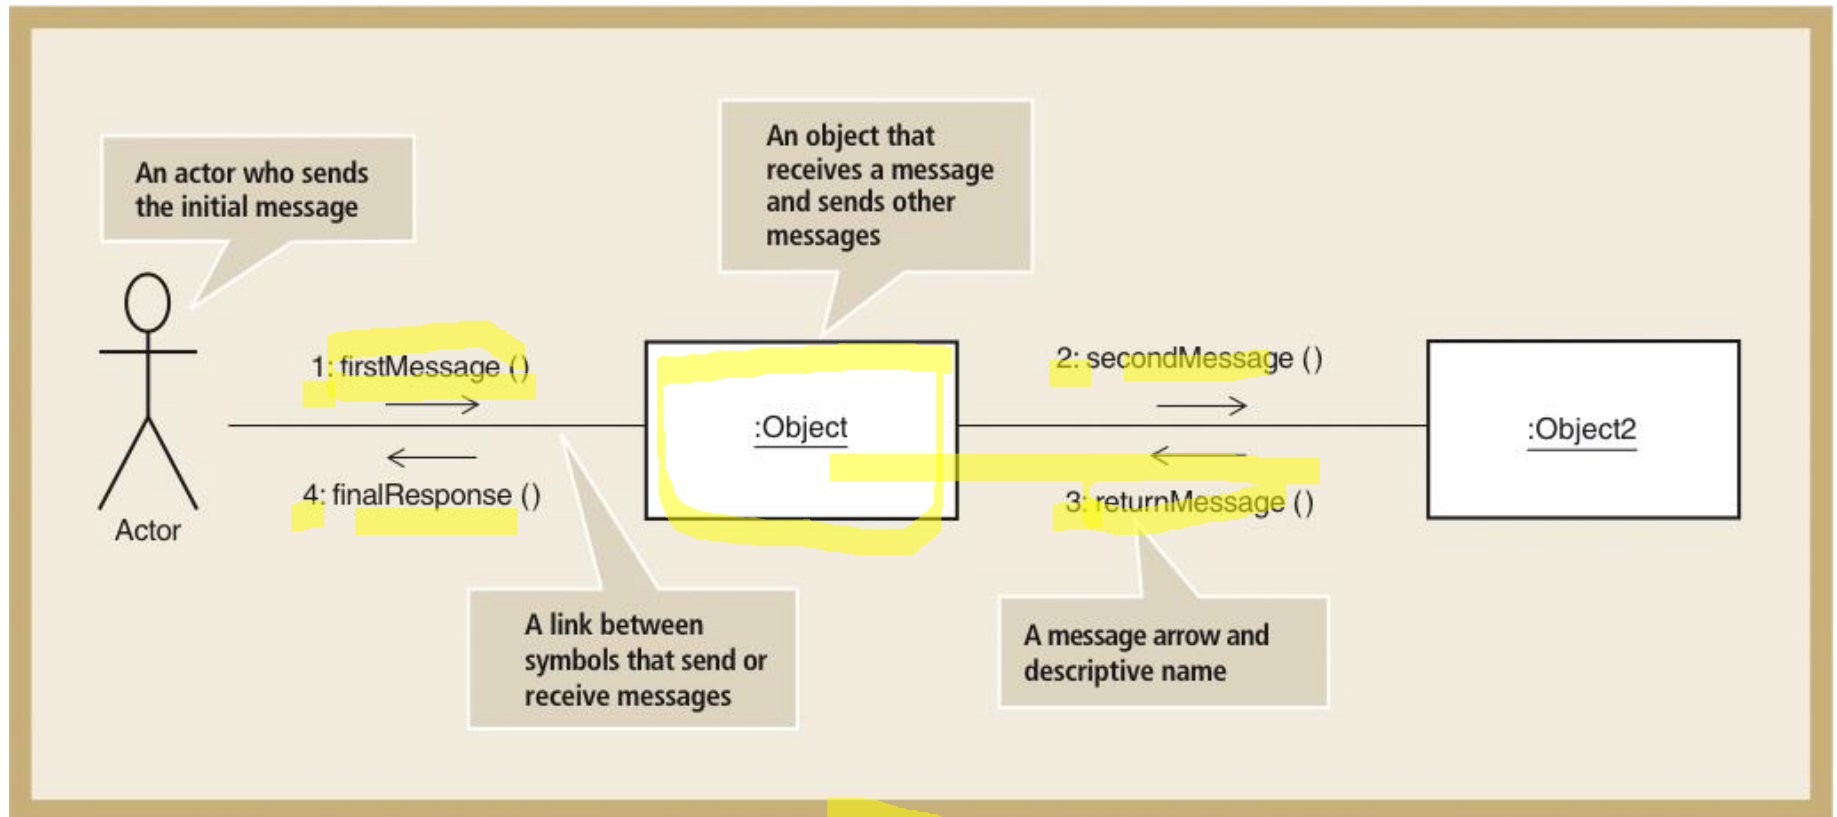 An object that
receives a message
and sends other
messages
An actor who sends
the initial message
1: firstMessage ()
2: secondMessage ()
:Object
:Object2
4: finalResponse ()
3: returnMessage ()
Actor
A link between
symbols that send or
receive messages
A message arrow and
descriptive name